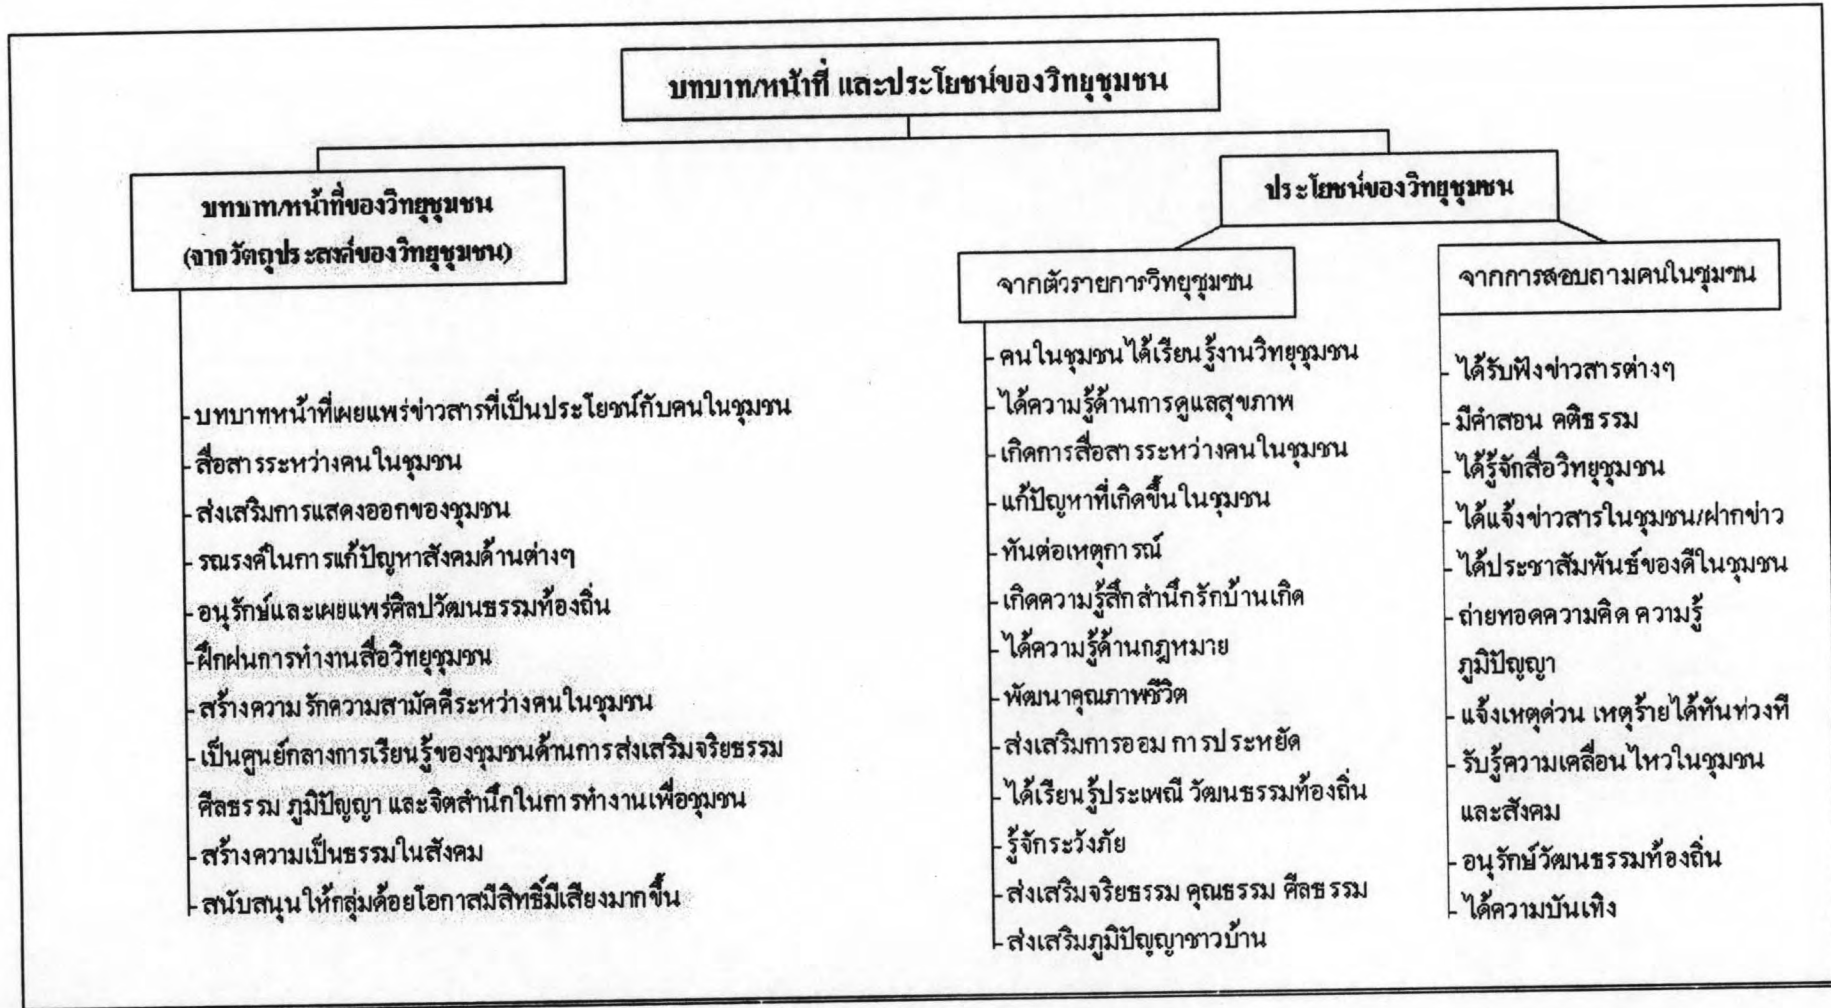 บทบาท/หน้าที่ และประโยชน์ของวิทยุชุมชน
บทบาท/หน้าที่ของวิทยุชุมชน
(จากวัตถุประสงค์ของวิทยุชุมชน)
- บทบาทหน้าที่เผยแพร่ข่าวสารที่เป็นประโยชน์กับคนในชุมชน
- สื่อสารระหว่างคนในชุมชน
- ส่งเสริมการแสดงออกของชุมชน
- รณรงค์ในการแก้ปัญหาสังคมด้านต่างๆ
- อนุรักษ์และเผยแพร่ศิลปวัฒนธรรมท้องถิ่น
- ฝึกฝนการทำงานสื่อวิทยุชุมชน
- สร้างความรักความสามัคคีระหว่างคนในชุมชน
- เป็นศูนย์กลางการเรียนรู้ของชุมชนด้านการส่งเสริมจริยธรรม
ศีลธรรม ภูมิปัญญา และจิตสำนึกในการทำงานเพื่อชุมชน
- สร้างความเป็นธรรมในสังคม
- สนับสนุนให้กลุ่มด้อยโอกาสมีสิทธิ์มีเสียงมากขึ้น
ประโยชน์ของวิทยุชุมชน
จากตัวรายการวิทยุชุมชน
- คนในชุมชนได้เรียนรู้งานวิทยุชุมชน
- ได้ความรู้ด้านการดูแลสุขภาพ
- เกิดการสื่อสารระหว่างคนในชุมชน
- แก้ปัญหาที่เกิดขึ้นในชุมชน
- ทันต่อเหตุการณ์
- เกิดความรู้สึกสำนึกรักบ้านเกิด
- ได้ความรู้ด้านกฎหมาย
- พัฒนาคุณภาพชีวิต
- ส่งเสริมการออม การประหยัด
- ได้เรียนรู้ประเพณี วัฒนธรรมท้องถิ่น
- รู้จักระวังภัย
- ส่งเสริมจริยธรรม คุณธรรม ศีลธรรม
- ส่งเสริมภูมิปัญญาชาวบ้าน
จากการสอบถามคนในชุมชน
- ได้รับฟังข่าวสารต่างๆ
- มีคำสอน คติธรรม
- ได้รู้จักสื่อวิทยุชุมชน
- ได้แจ้งข่าวสารในชุมชน/ฝากข่าว
- ได้ประชาสัมพันธ์ของดีในชุมชน
- ถ่ายทอดความคิด ความรู้
ภูมิปัญญา
- แจ้งเหตุด่วน เหตุร้ายได้ทันท่วงที
- รับรู้ความเคลื่อนไหวในชุมชน
และสังคม
- อนุรักษ์วัฒนธรรมท้องถิ่น
- ได้ความบันเทิง